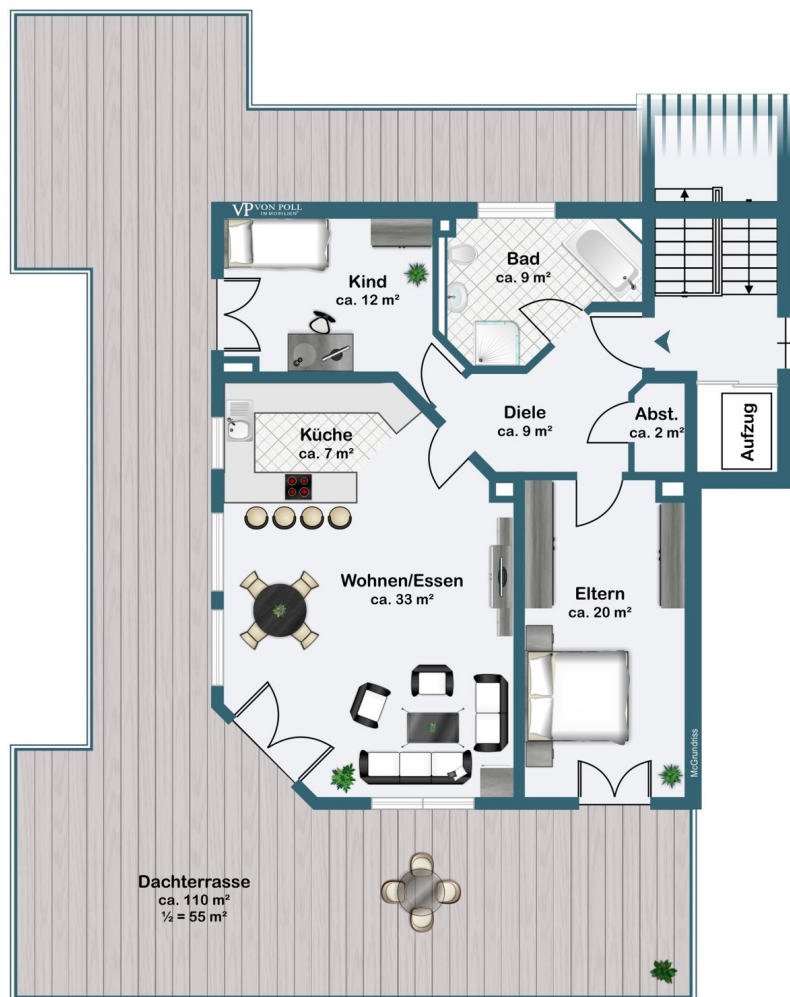 VP VON POLL
IMMOBILIEN®
Kind
ca. 12 m²
Bad
ca. 9 m²
Diele
ca. 9 m²
Abst.
ca. 2 m²
Aufzug
Küche
ca. 7 m²
Wohnen/Essen
ca. 33 m²
Eltern
ca. 20 m²
McGrundriss
Dachterrasse
ca. 110 m²
½ = 55 m²